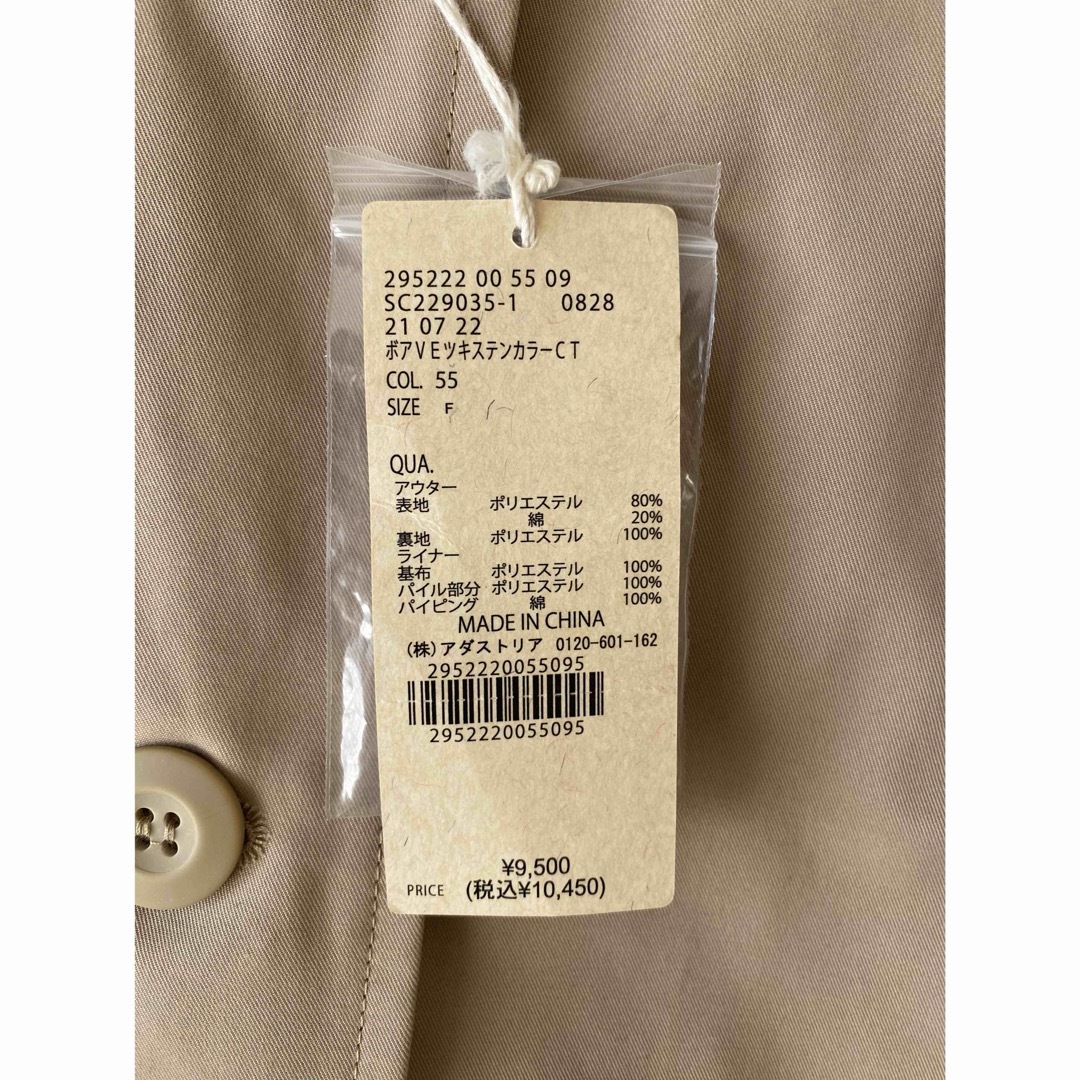 295222 00 55 09
SC229035-1 0828
21 07 22
ボアVEツキステンカラーCT
COL. 55
SIZE F
QUA.
アウター
表地 ポリエステル 80%
綿 20%
裏地 ポリエステル 100%
ライナー
基布 ポリエステル 100%
パイル部分 ポリエステル 100%
パイピング 綿 100%
MADE IN CHINA
(株)アダストリア 0120-601-162
2952220055095
2952220055095
¥9,500
PRICE (税込¥10,450)